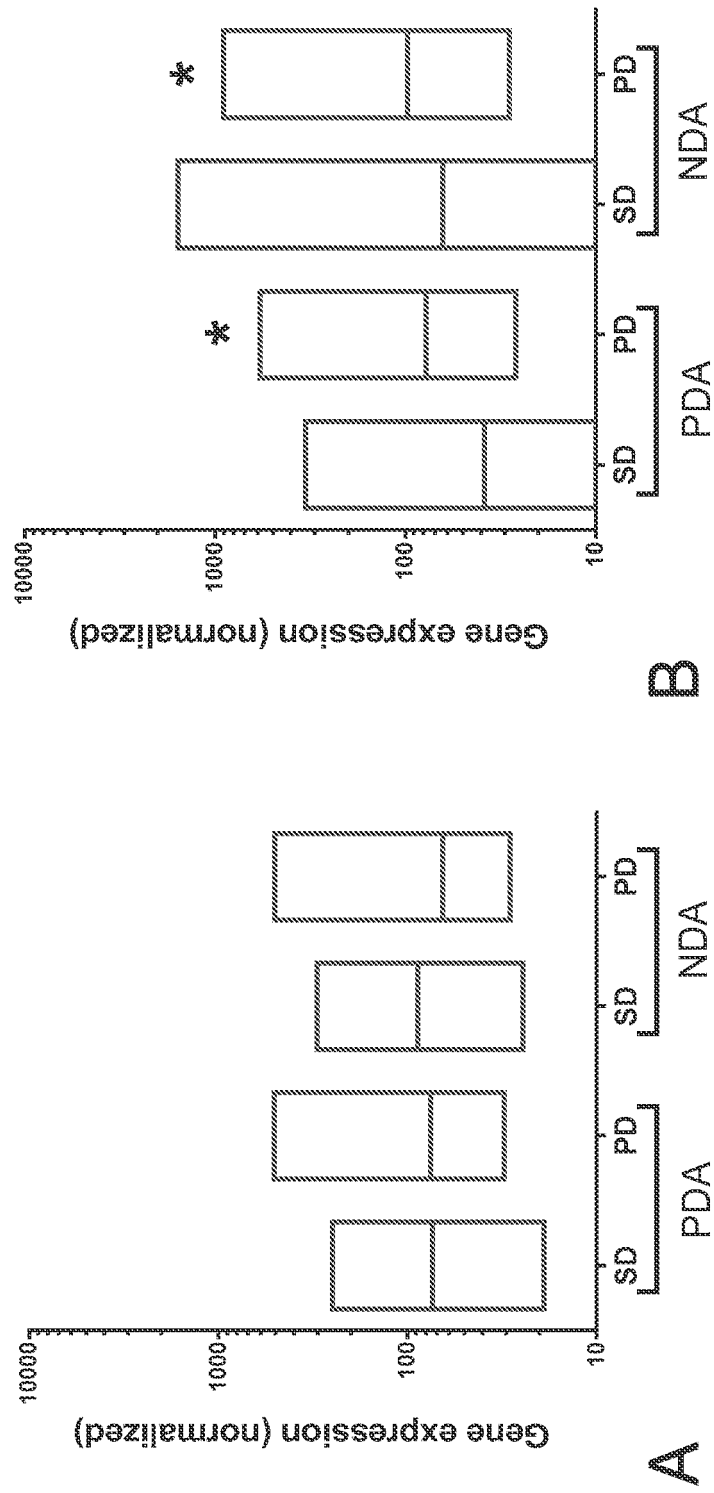 A
Gene expression (normalized)
10000
1000
100
10
SD PD SD PD
PDA NDA
B
Gene expression (normalized)
10000
1000
100
10
* *
SD PD SD PD
PDA NDA